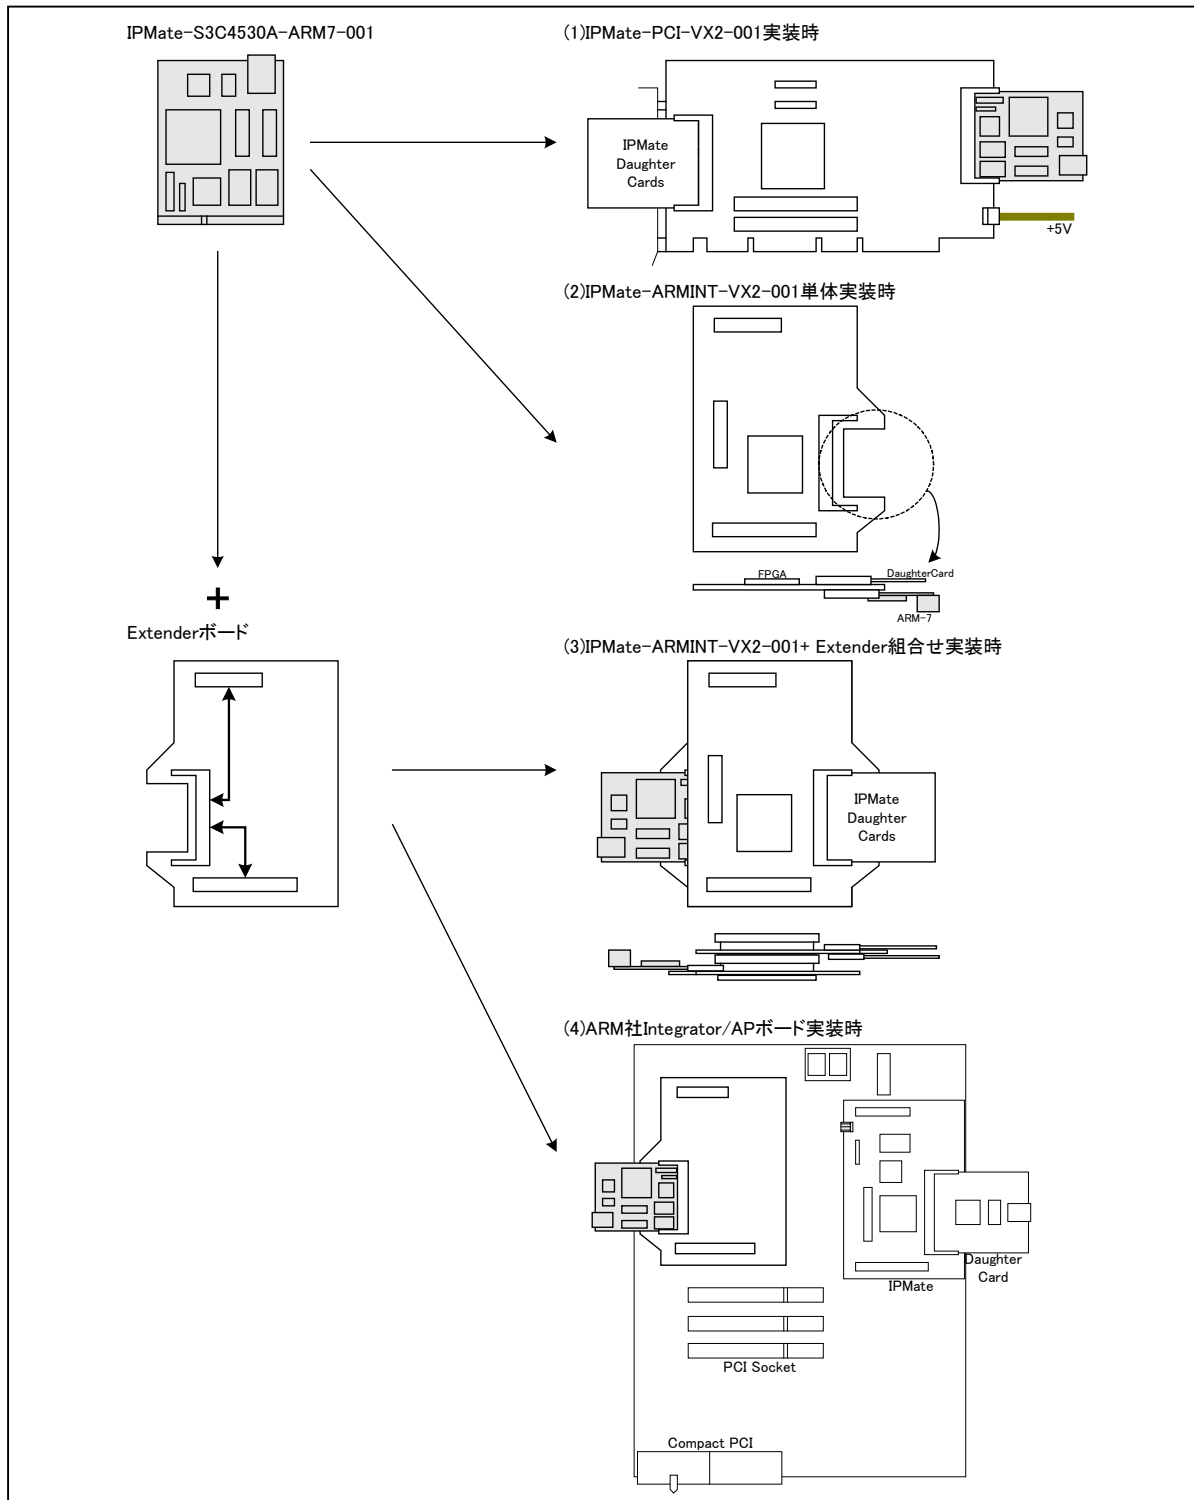 IPMate-S3C4530A-ARM7-001
(1)IPMate-PCI-VX2-001実装時
IPMate
Daughter
Cards
+5V
(2)IPMate-ARMINT-VX2-001単体実装時
FPGA
DaughterCard
ARM-7
+
Extenderボード
(3)IPMate-ARMINT-VX2-001+ Extender組合せ実装時
IPMate
Daughter
Cards
(4)ARM社Integrator/APボード実装時
Daughter
Card
IPMate
PCI Socket
Compact PCI